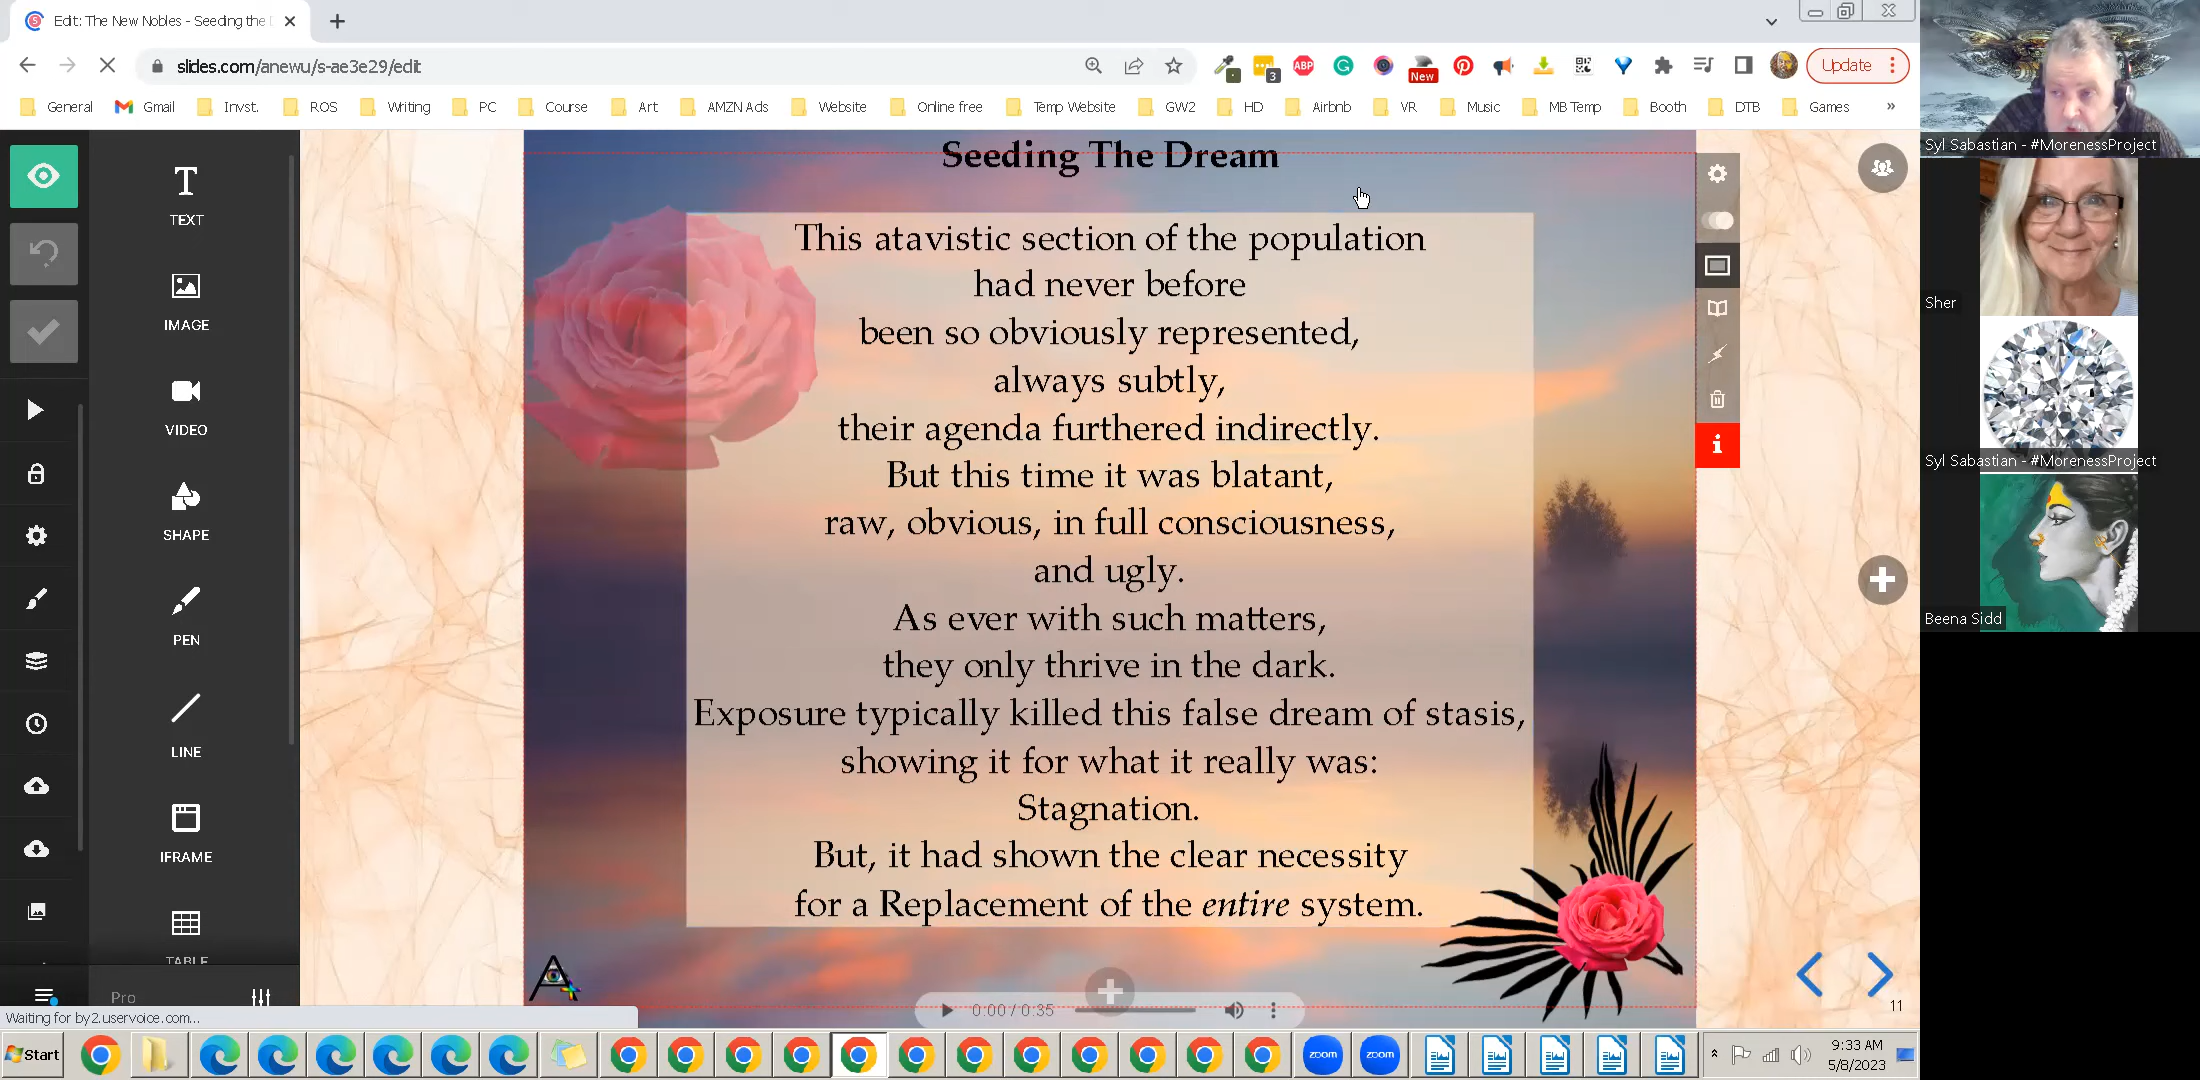 Edit: The New Nobles - Seeding the
slides.com/anewu/s-ae3e29/edit
ABP
3
New
Update
General
Gmail
Invst.
ROS
Writing
PC
Course
Art
AMZN Ads
Website
Online free
Temp Website
GW2
HD
Airbnb
VR
Music
MB Temp
Booth
DTB
Games
»
TEXT
IMAGE
VIDEO
SHAPE
PEN
LINE
IFRAME
TABLE
Pro
Seeding The Dream
This atavistic section of the population
had never before
been so obviously represented,
always subtly,
their agenda furthered indirectly.
But this time it was blatant,
raw, obvious, in full consciousness,
and ugly.
As ever with such matters,
they only thrive in the dark.
Exposure typically killed this false dream of stasis,
showing it for what it really was:
Stagnation.
But, it had shown the clear necessity
for a Replacement of the entire system.
0:00 / 0:35
11
Syl Sabastian - #MorenessProject
Sher
Syl Sabastian - #MorenessProject
Beena Sidd
Waiting for by2.uservoice.com...
Start
zoom
zoom
9:33 AM
5/8/2023